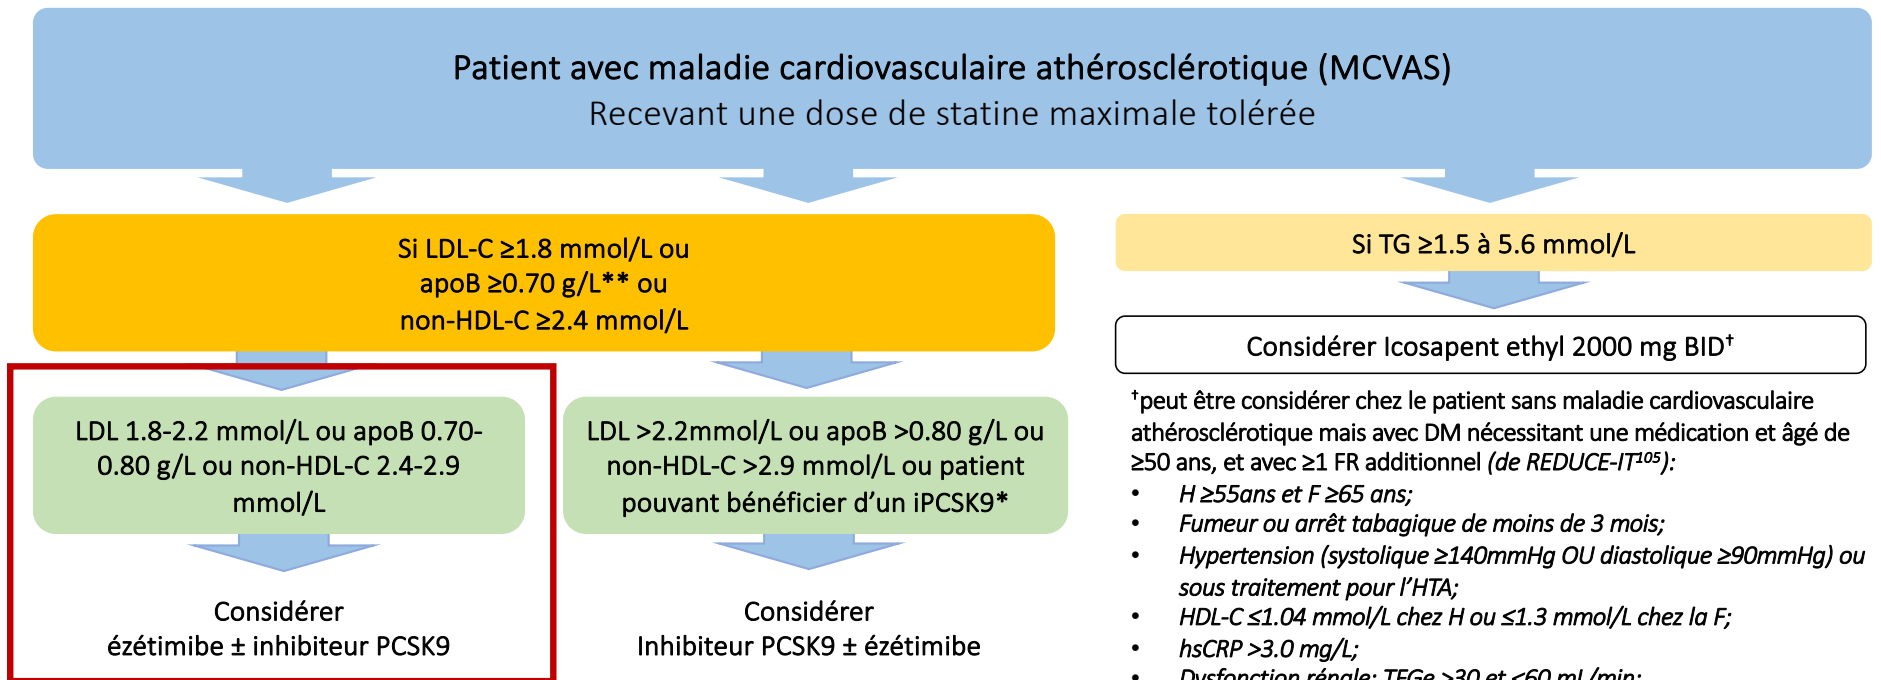 Patient avec maladie cardiovasculaire athérosclérotique (MCVAS)
Recevant une dose de statine maximale tolérée
Si LDL-C ≥1.8 mmol/L ou
apoB ≥0.70 g/L** ou
non-HDL-C ≥2.4 mmol/L
LDL 1.8-2.2 mmol/L ou apoB 0.70-
0.80 g/L ou non-HDL-C 2.4-2.9
mmol/L
Considérer
ézétimibe ± inhibiteur PCSK9
LDL >2.2mmol/L ou apoB >0.80 g/L ou
non-HDL-C >2.9 mmol/L ou patient
pouvant bénéficier d’un iPCSK9*
Considérer
Inhibiteur PCSK9 ± ézétimibe
Si TG ≥1.5 à 5.6 mmol/L
Considérer Icosapent ethyl 2000 mg BID†
†peut être considérer chez le patient sans maladie cardiovasculaire
athérosclérotique mais avec DM nécessitant une médication et âgé de
≥50 ans, et avec ≥1 FR additionnel (de REDUCE-IT105):
• H ≥55ans et F ≥65 ans;
• Fumeur ou arrêt tabagique de moins de 3 mois;
• Hypertension (systolique ≥140mmHg OU diastolique ≥90mmHg) ou
sous traitement pour l’HTA;
• HDL-C ≤1.04 mmol/L chez H ou ≤1.3 mmol/L chez la F;
• hsCRP >3.0 mg/L;
• Dysfonction rénale: TFGe >30 et <60 mL/min;